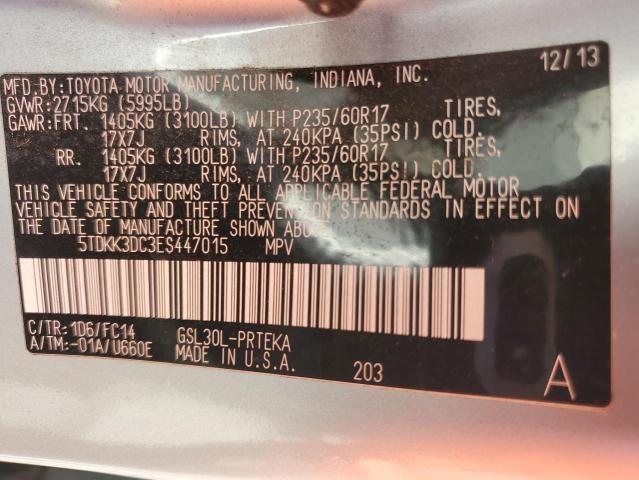 MFD.BY:TOYOTA MOTOR MANUFACTURING, INDIANA, INC. 12/13
GVWR:2715KG (5995LB)
GAWR:FRT. 1405KG (3100LB) WITH P235/60R17 TIRES,
17X7J RIMS, AT 240KPA (35PSI) COLD.
RR. 1405KG (3100LB) WITH P235/60R17 TIRES,
17X7J RIMS, AT 240KPA (35PSI) COLD.
THIS VEHICLE CONFORMS TO ALL APPLICABLE FEDERAL MOTOR
VEHICLE SAFETY AND THEFT PREVENTION STANDARDS IN EFFECT ON
THE DATE OF MANUFACTURE SHOWN ABOVE.
5TDKK3DC3ES447015 MPV
C/TR:1D6/FC14 GSL30L-PRTEKA
A/TM:-01A/U660E MADE IN U.S.A. 203 A